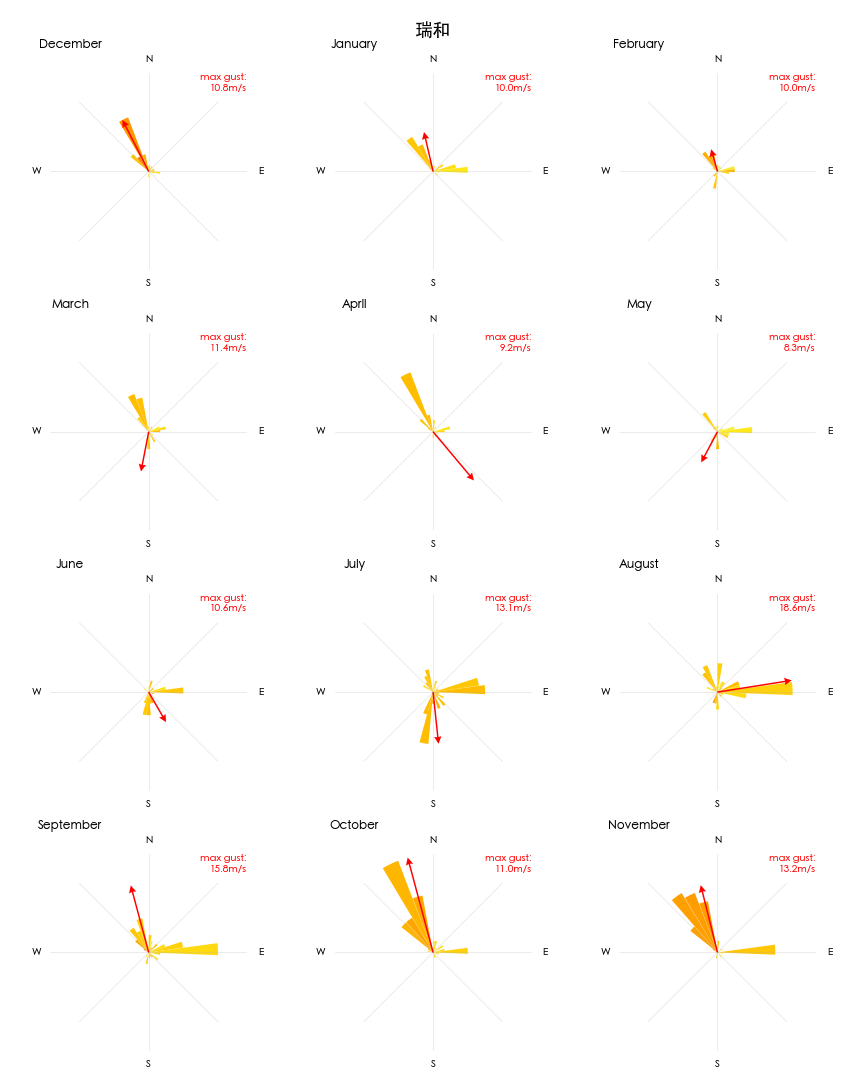 瑞和
December
N
max gust:
10.8m/s
W
E
S
January
N
max gust:
10.0m/s
W
E
S
February
N
max gust:
10.0m/s
W
E
S
March
N
max gust:
11.4m/s
W
E
S
April
N
max gust:
9.2m/s
W
E
S
May
N
max gust:
8.3m/s
W
E
S
June
N
max gust:
10.6m/s
W
E
S
July
N
max gust:
13.1m/s
W
E
S
August
N
max gust:
18.6m/s
W
E
S
September
N
max gust:
15.8m/s
W
E
S
October
N
max gust:
11.0m/s
W
E
S
November
N
max gust:
13.2m/s
W
E
S